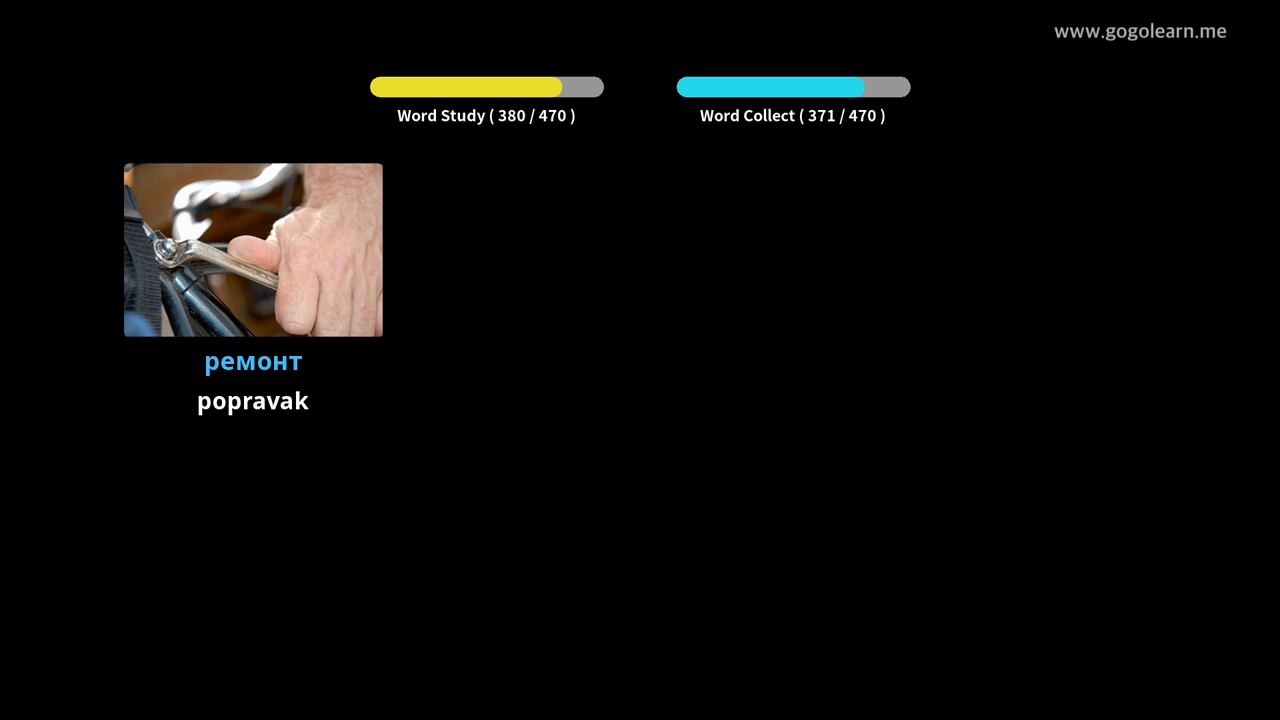 www.gogolearn.me
Word Study ( 380 / 470 )
Word Collect ( 371 / 470 )
ремонт
popravak